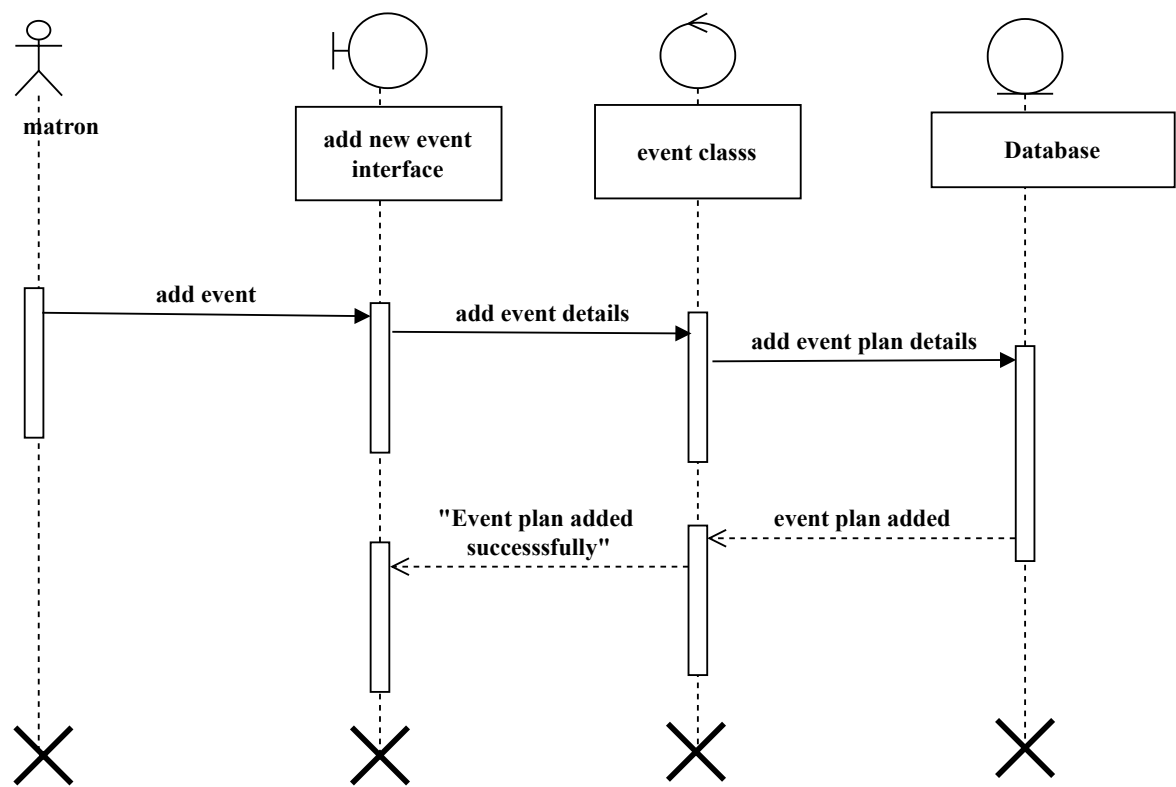 matron
add new event
interface
event classs
Database
add event
add event details
add event plan details
"Event plan added
successsfully"
event plan added